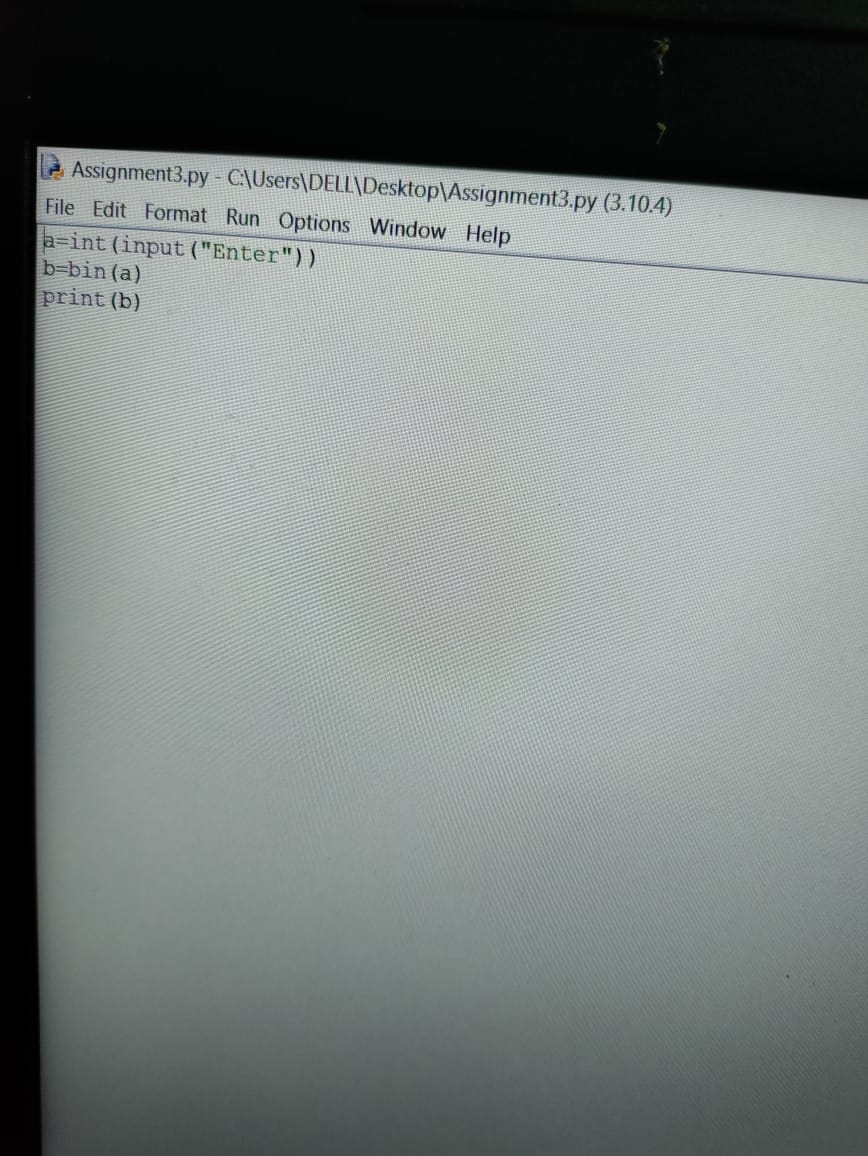 Assignment3.py - C:\Users\DELL\Desktop\Assignment3.py (3.10.4)
File Edit Format Run Options Window Help
a=int(input("Enter"))
b=bin(a)
print(b)